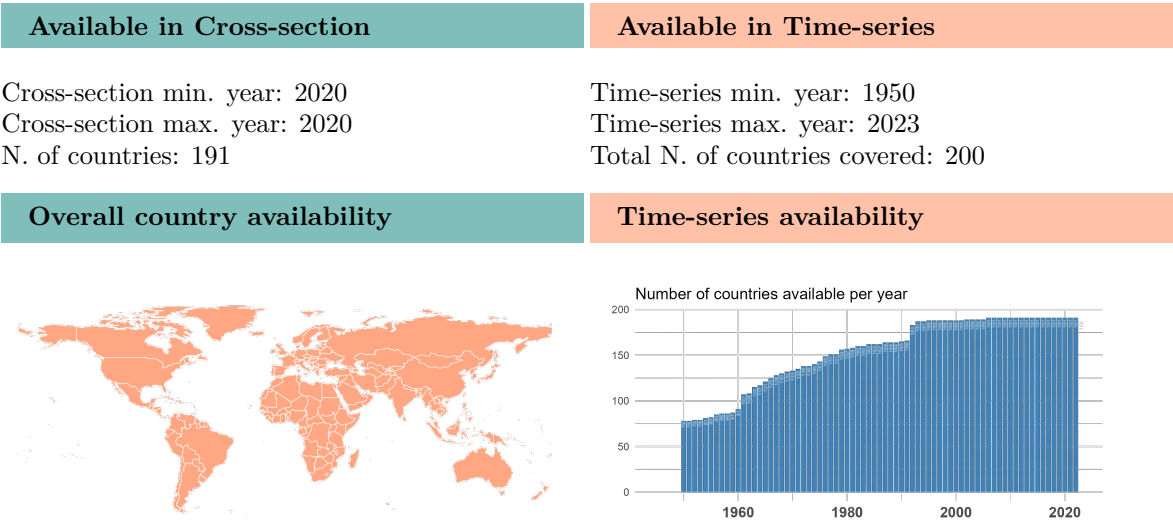 Available in Cross-section
Available in Time-series
Cross-section min. year: 2020
Cross-section max. year: 2020
N. of countries: 191
Time-series min. year: 1950
Time-series max. year: 2023
Total N. of countries covered: 200
Overall country availability
Time-series availability
Number of countries available per year
200
150
100
50
0
1960 1980 2000 2020